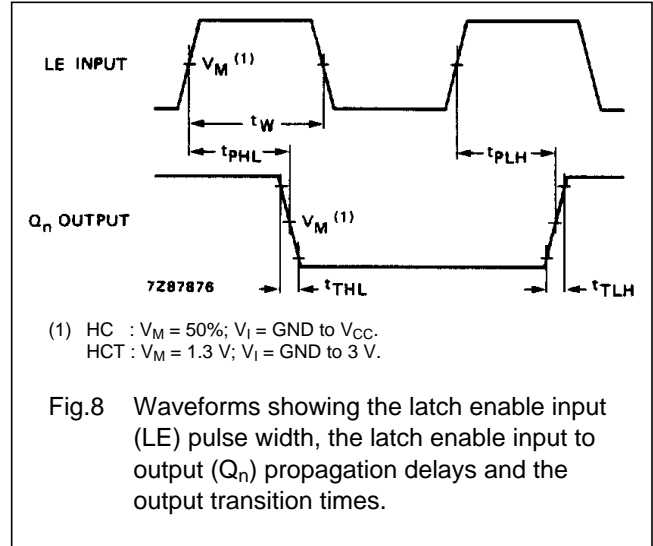 LE INPUT
V_M (1)
t_W
t_PHL
t_PLH
Q_n OUTPUT
V_M (1)
7Z87876
t_THL
t_TLH
(1) HC : V_M = 50%; V_I = GND to V_CC.
HCT : V_M = 1.3 V; V_I = GND to 3 V.
Fig.8 Waveforms showing the latch enable input
(LE) pulse width, the latch enable input to
output (Q_n) propagation delays and the
output transition times.